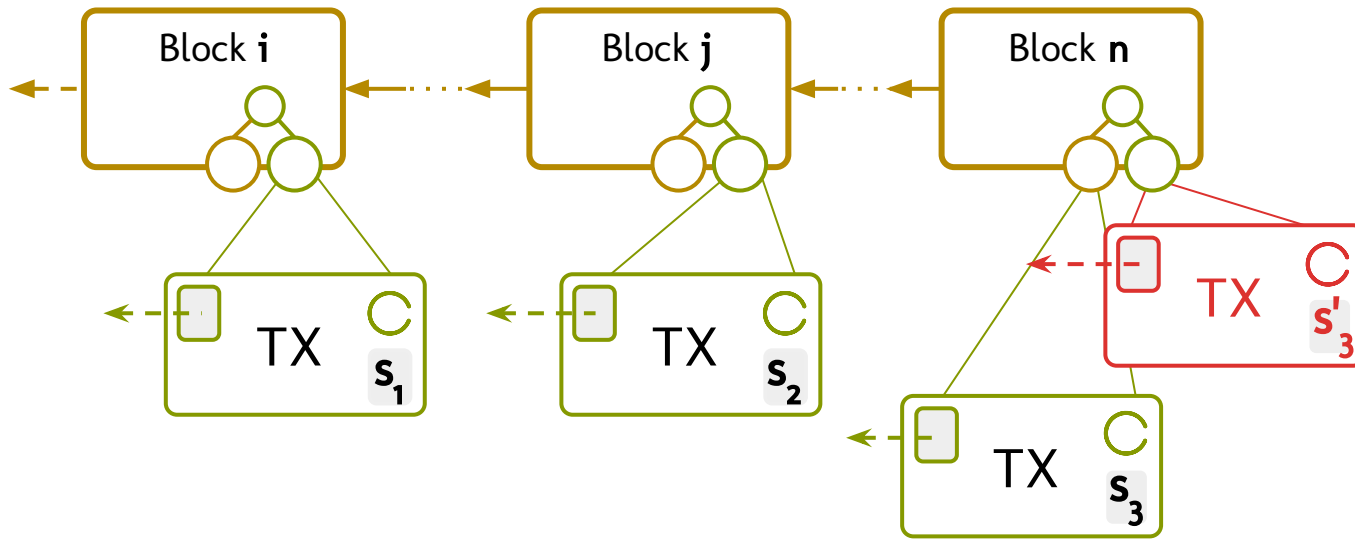 Block i
Block j
Block n
TX
s1
TX
s2
TX
s'3
TX
s3